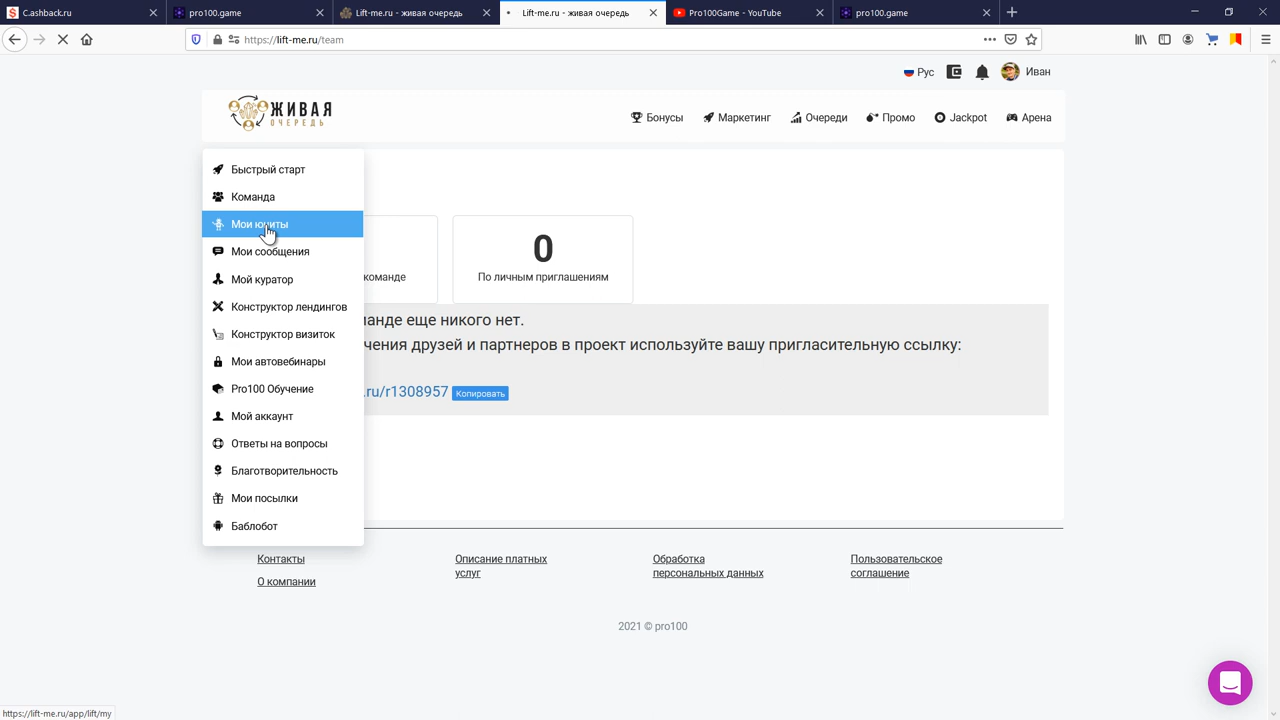 C.ashback.ru
pro100.game
Lift-me.ru - живая очередь
Lift-me.ru - живая очередь
Pro100Game - YouTube
pro100.game
https://lift-me.ru/team
Рус
Иван
ЖИВАЯ
ОЧЕРЕДЬ
Бонусы
Маркетинг
Очереди
Промо
Jackpot
Арена
Быстрый старт
Команда
Мои юниты
Мои сообщения
Мой куратор
Конструктор лендингов
Конструктор визиток
Мои автовебинары
Pro100 Обучение
Мой аккаунт
Ответы на вопросы
Благотворительность
Мои посылки
Баблобот
команде
0
По личным приглашениям
манде еще никого нет.
чения друзей и партнеров в проект используйте вашу пригласительную ссылку:
.ru/r1308957 Копировать
Контакты
О компании
Описание платных
услуг
Обработка
персональных данных
Пользовательское
соглашение
2021 © pro100
https://lift-me.ru/app/lift/my